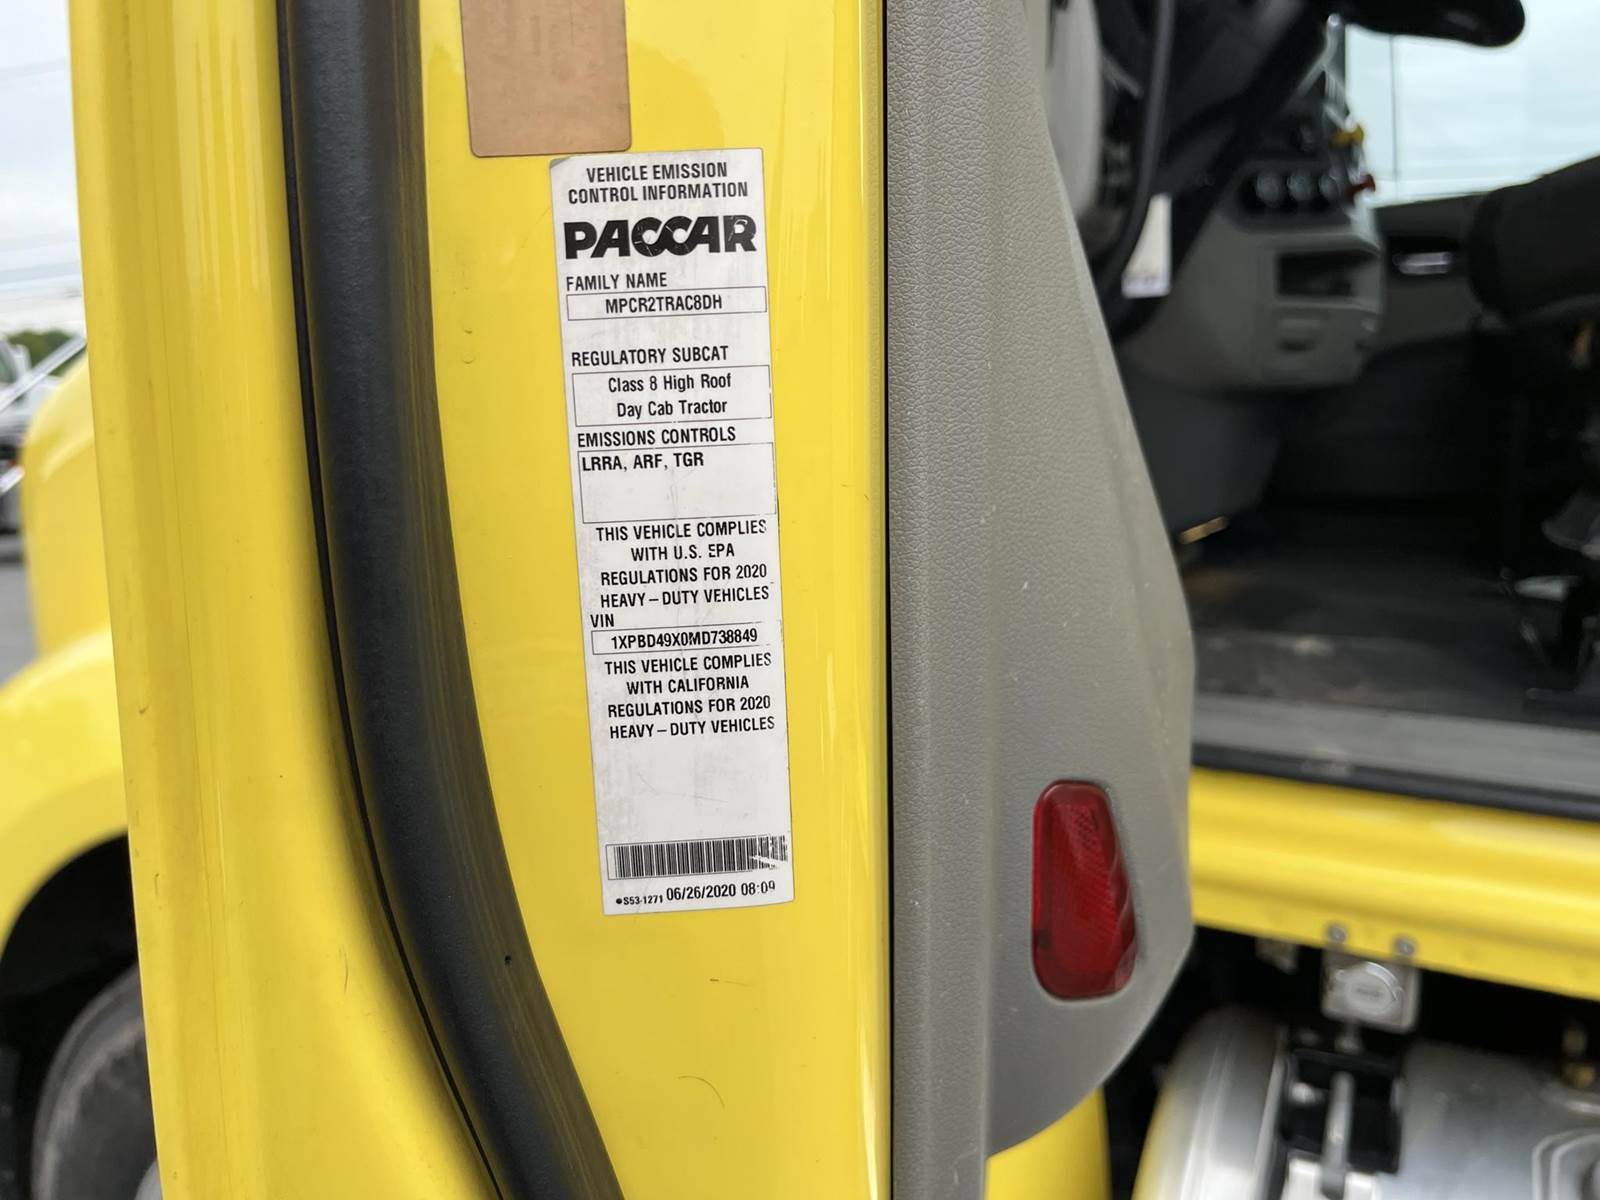 VEHICLE EMISSION
CONTROL INFORMATION
PACCAR
FAMILY NAME
MPCR2TRAC8DH
REGULATORY SUBCAT
Class 8 High Roof
Day Cab Tractor
EMISSIONS CONTROLS
LRRA, ARF, TGR
THIS VEHICLE COMPLIES
WITH U.S. EPA
REGULATIONS FOR 2020
HEAVY-DUTY VEHICLES
VIN
1XPBD49X0MD738849
THIS VEHICLE COMPLIES
WITH CALIFORNIA
REGULATIONS FOR 2020
HEAVY-DUTY VEHICLES
●S53-1271 06/26/2020 08:09